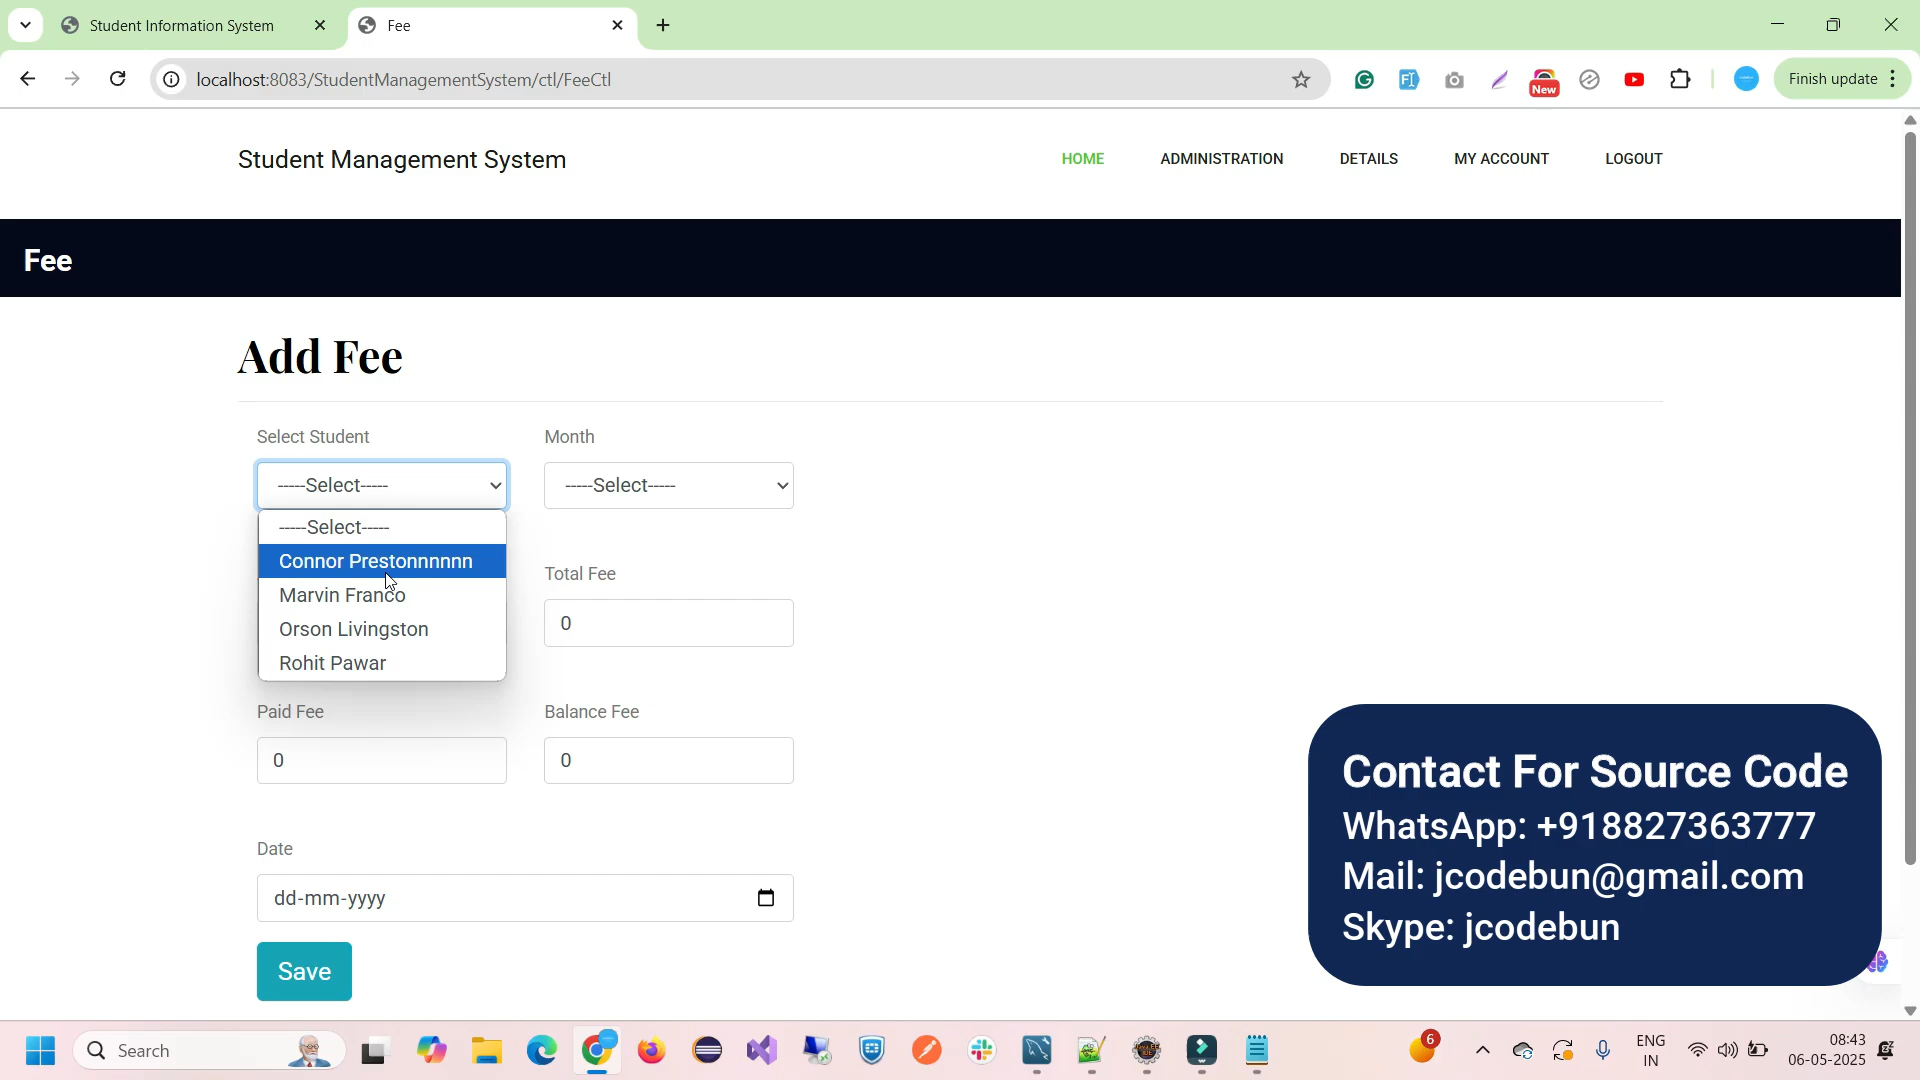 Student Information System
Fee
localhost:8083/StudentManagementSystem/ctl/FeeCtl
New
Finish update
Student Management System
HOME
ADMINISTRATION
DETAILS
MY ACCOUNT
LOGOUT
Fee
Add Fee
Select Student
Month
-----Select-----
-----Select-----
-----Select-----
Connor Prestonnnnnn
Marvin Franco
Orson Livingston
Rohit Pawar
Total Fee
0
Paid Fee
Balance Fee
0
0
Date
dd-mm-yyyy
Save
Contact For Source Code
WhatsApp: +918827363777
Mail: jcodebun@gmail.com
Skype: jcodebun
Search
6
ENG
IN
08:43
06-05-2025